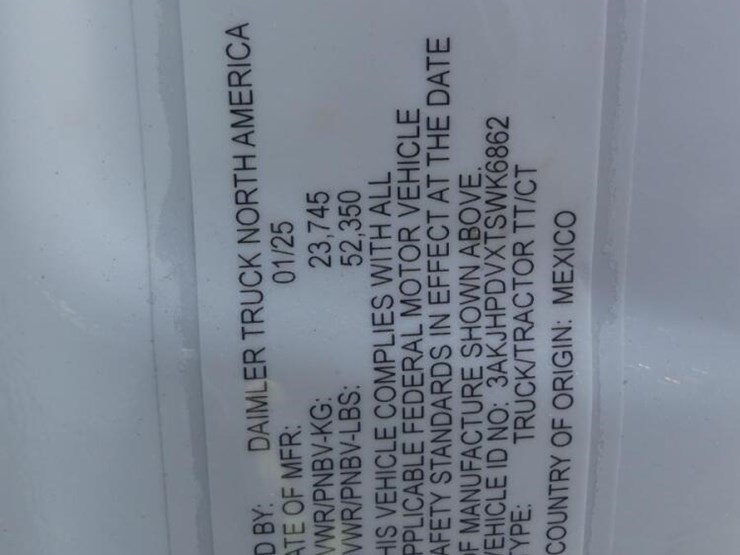 D BY: DAIMLER TRUCK NORTH AMERICA
ATE OF MFR: 01/25
VWR/PNBV-KG: 23,745
VWR/PNBV-LBS: 52,350
HIS VEHICLE COMPLIES WITH ALL
PPLICABLE FEDERAL MOTOR VEHICLE
AFETY STANDARDS IN EFFECT AT THE DATE
F MANUFACTURE SHOWN ABOVE.
EHICLE ID NO: 3AKJHPDVXTSWK6862
YPE: TRUCK/TRACTOR TT/CT
COUNTRY OF ORIGIN: MEXICO